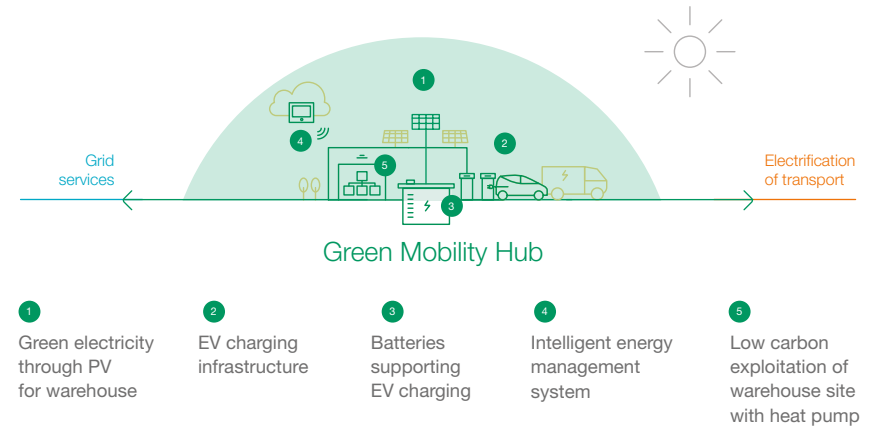 1
4
2
5
3
Grid
services
Electrification
of transport
Green Mobility Hub
1
Green electricity
through PV
for warehouse
2
EV charging
infrastructure
3
Batteries
supporting
EV charging
4
Intelligent energy
management
system
5
Low carbon
exploitation of
warehouse site
with heat pump